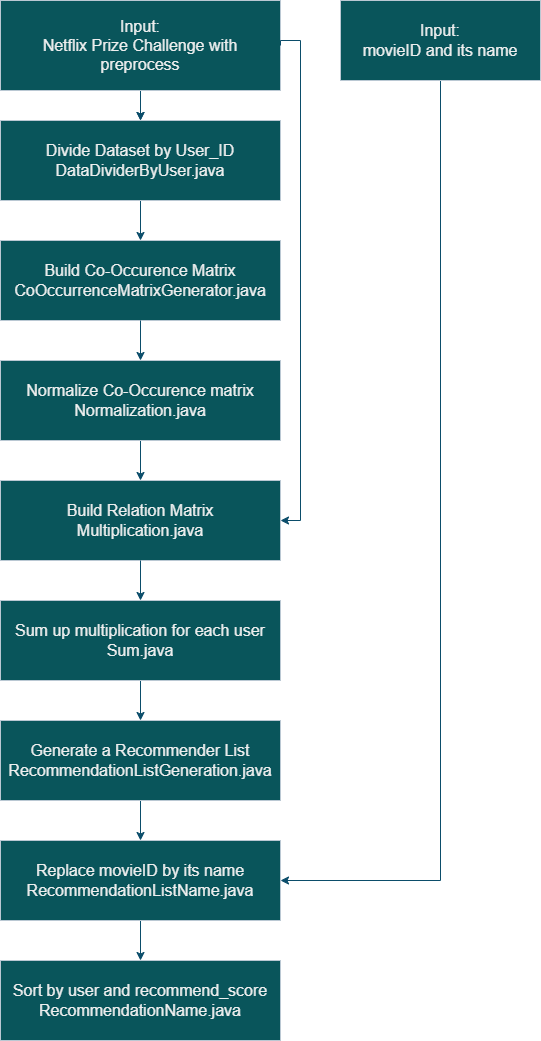 Input:
Netflix Prize Challenge with
preprocess
Input:
movieID and its name
Divide Dataset by User_ID
DataDividerByUser.java
Build Co-Occurence Matrix
CoOccurrenceMatrixGenerator.java
Normalize Co-Occurence matrix
Normalization.java
Build Relation Matrix
Multiplication.java
Sum up multiplication for each user
Sum.java
Generate a Recommender List
RecommendationListGeneration.java
Replace movieID by its name
RecommendationListName.java
Sort by user and recommend_score
RecommendationName.java